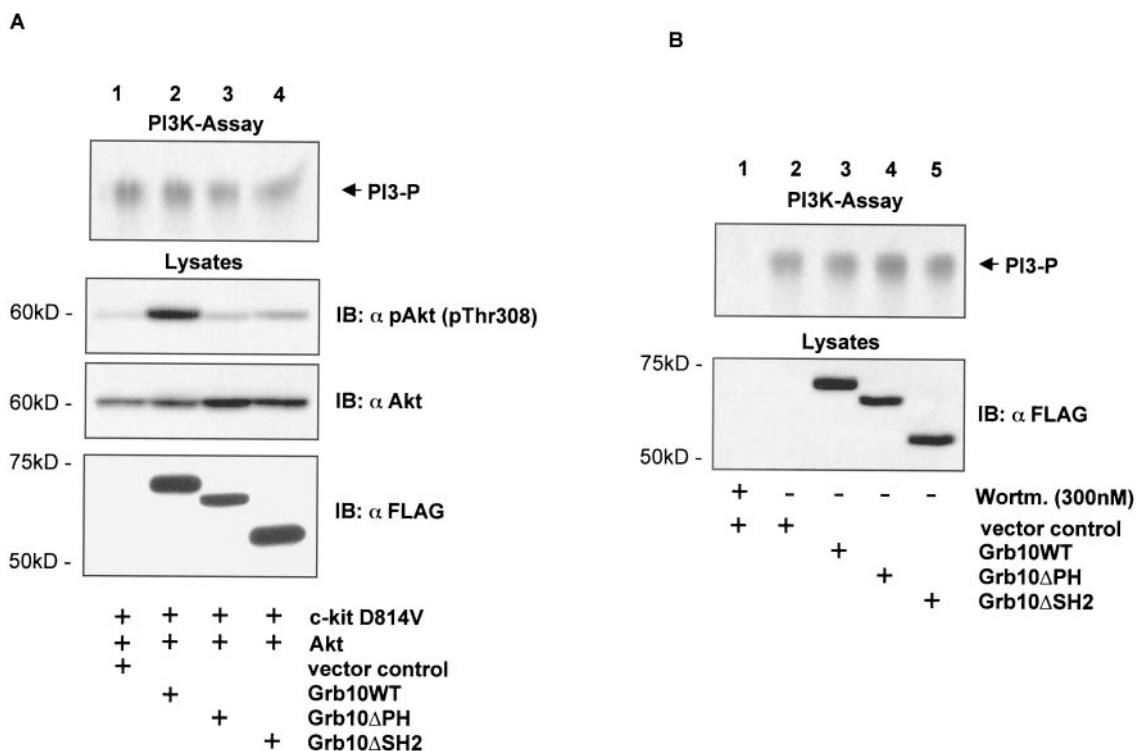 A
1 2 3 4
PI3K-Assay
PI3-P
Lysates
60kD -
IB: α pAkt (pThr308)
60kD -
IB: α Akt
75kD -
IB: α FLAG
50kD -
+ + + + c-kit D814V
+ + + + Akt
+ vector control
+ Grb10WT
+ Grb10ΔPH
+ Grb10ΔSH2
B
1 2 3 4 5
PI3K-Assay
PI3-P
Lysates
75kD -
IB: α FLAG
50kD -
+ - - - - Wortm. (300nM)
+ + vector control
+ Grb10WT
+ Grb10ΔPH
+ Grb10ΔSH2